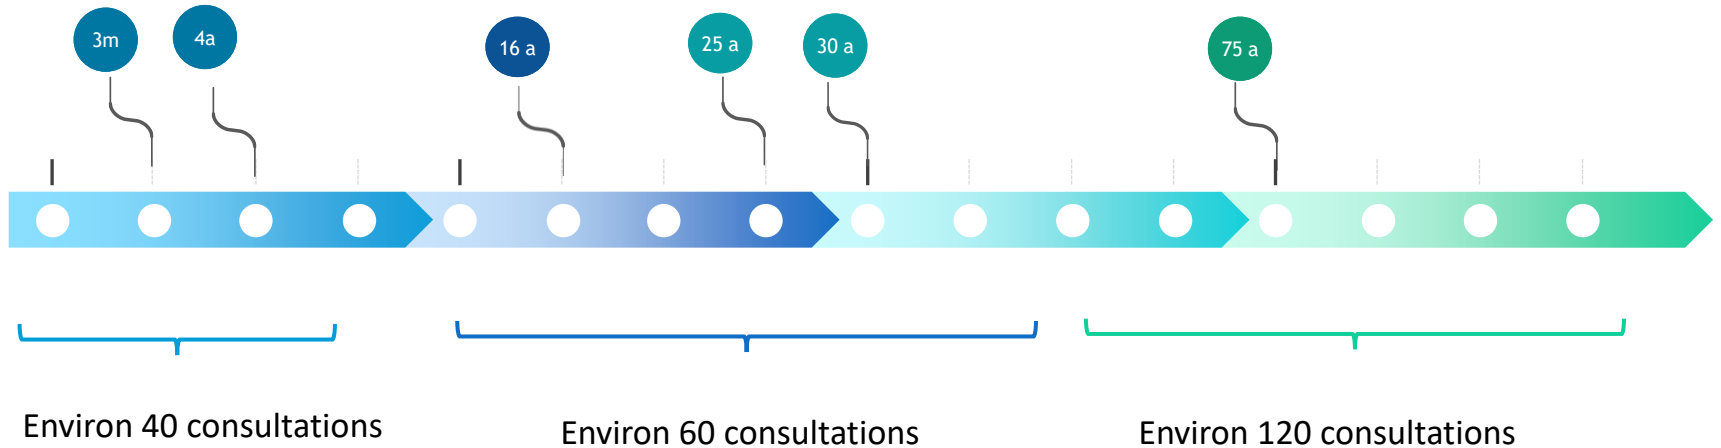 3m
4a
16 a
25 a
30 a
75 a
Environ 40 consultations
Environ 60 consultations
Environ 120 consultations